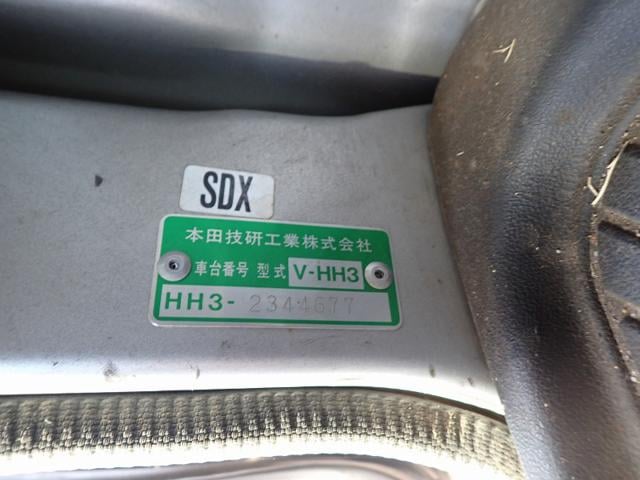 SDX
本田技研工業株式会社
車台番号 型式 V-HH3
HH3-2344677